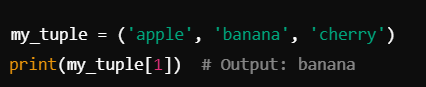 my_tuple = ('apple', 'banana', 'cherry')
print(my_tuple[1])  # Output: banana